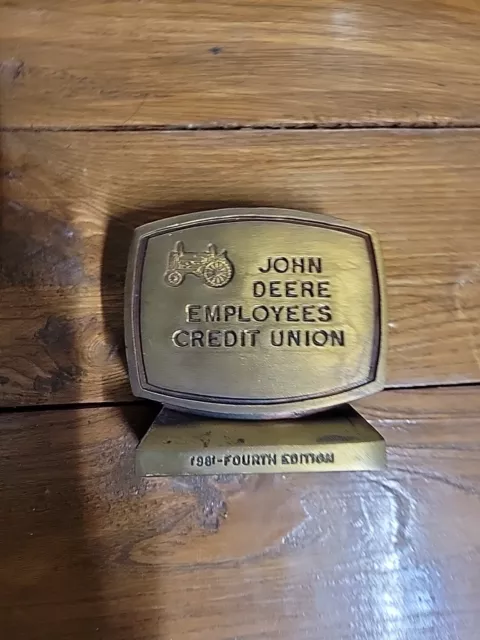 JOHN
DEERE
EMPLOYEES
CREDIT UNION
1981-FOURTH EDITION